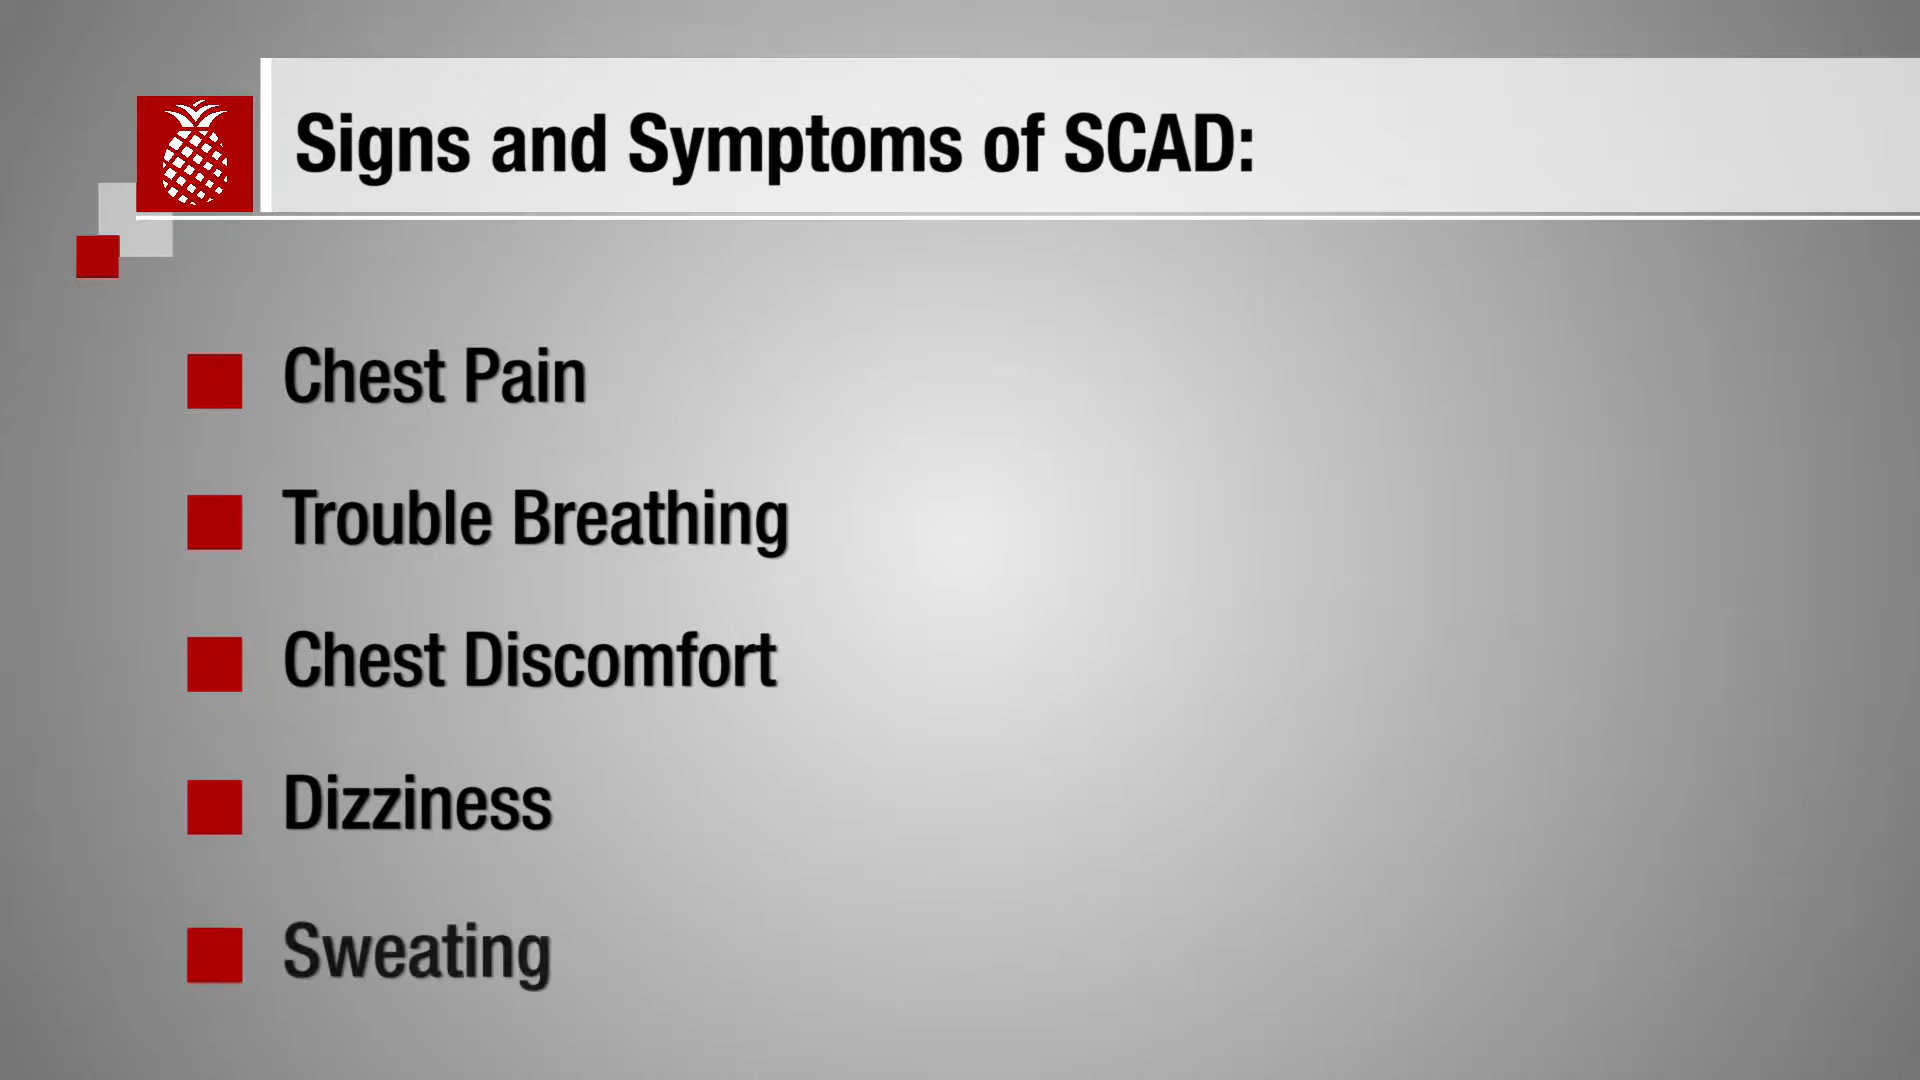 Signs and Symptoms of SCAD:
Chest Pain
Trouble Breathing
Chest Discomfort
Dizziness
Sweating